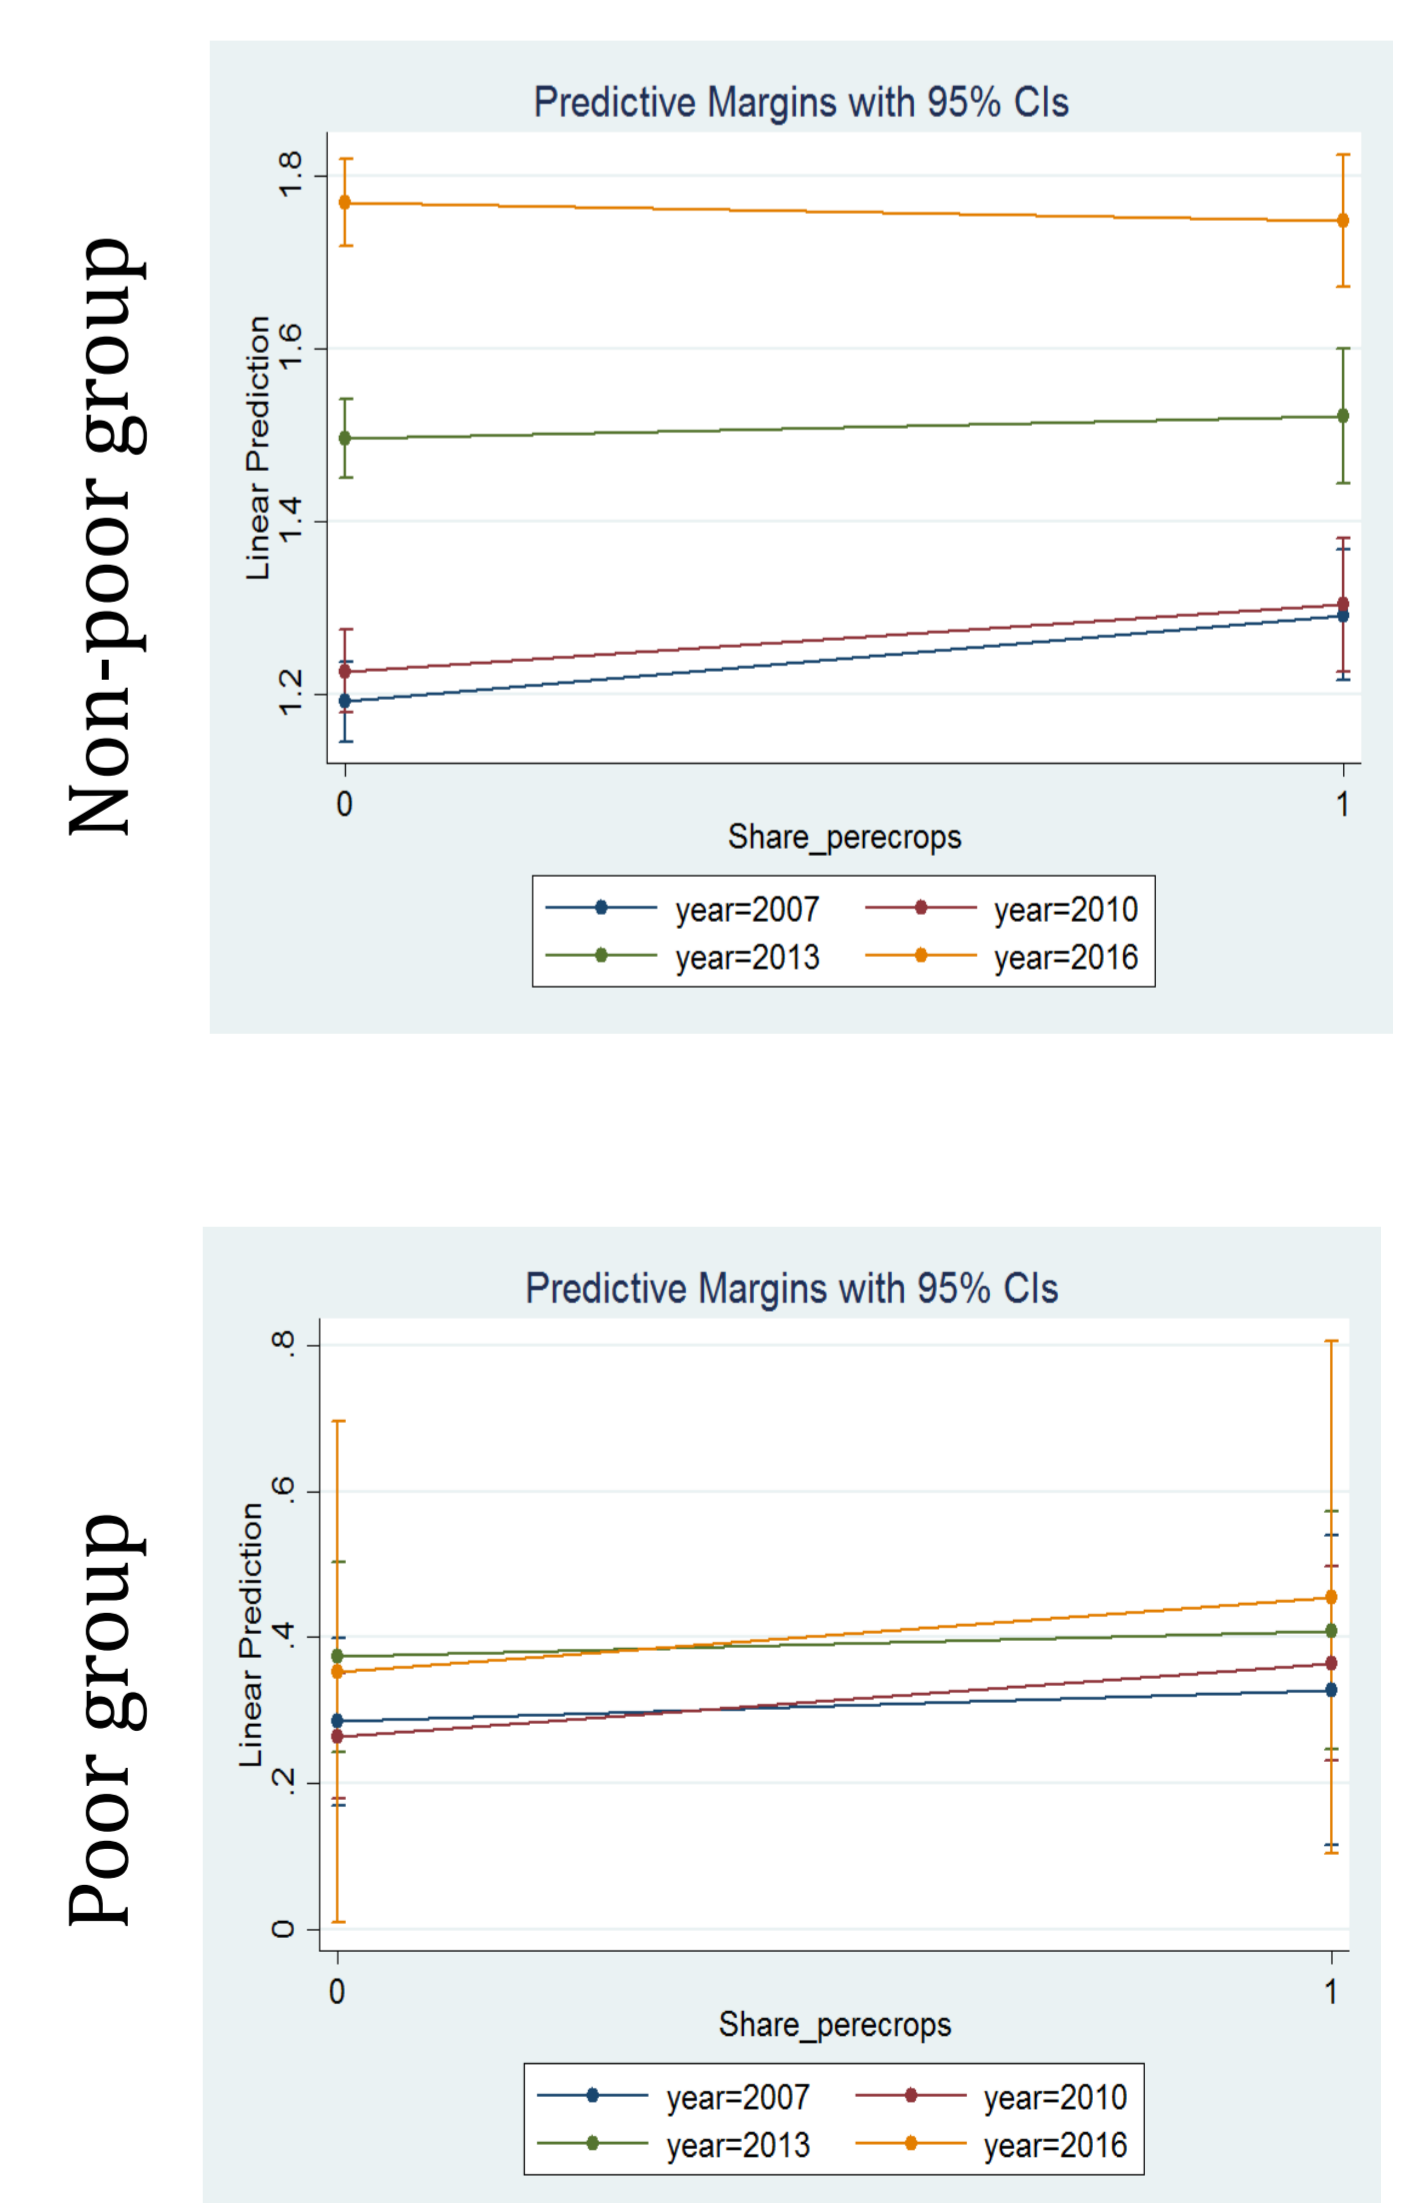 Non-poor group
Predictive Margins with 95% CIs
Linear Prediction
1.8
1.6
1.4
1.2
0 1
Share_perecrops
year=2007 year=2010
year=2013 year=2016
Poor group
Predictive Margins with 95% CIs
Linear Prediction
.8
.6
.4
.2
0
0 1
Share_perecrops
year=2007 year=2010
year=2013 year=2016